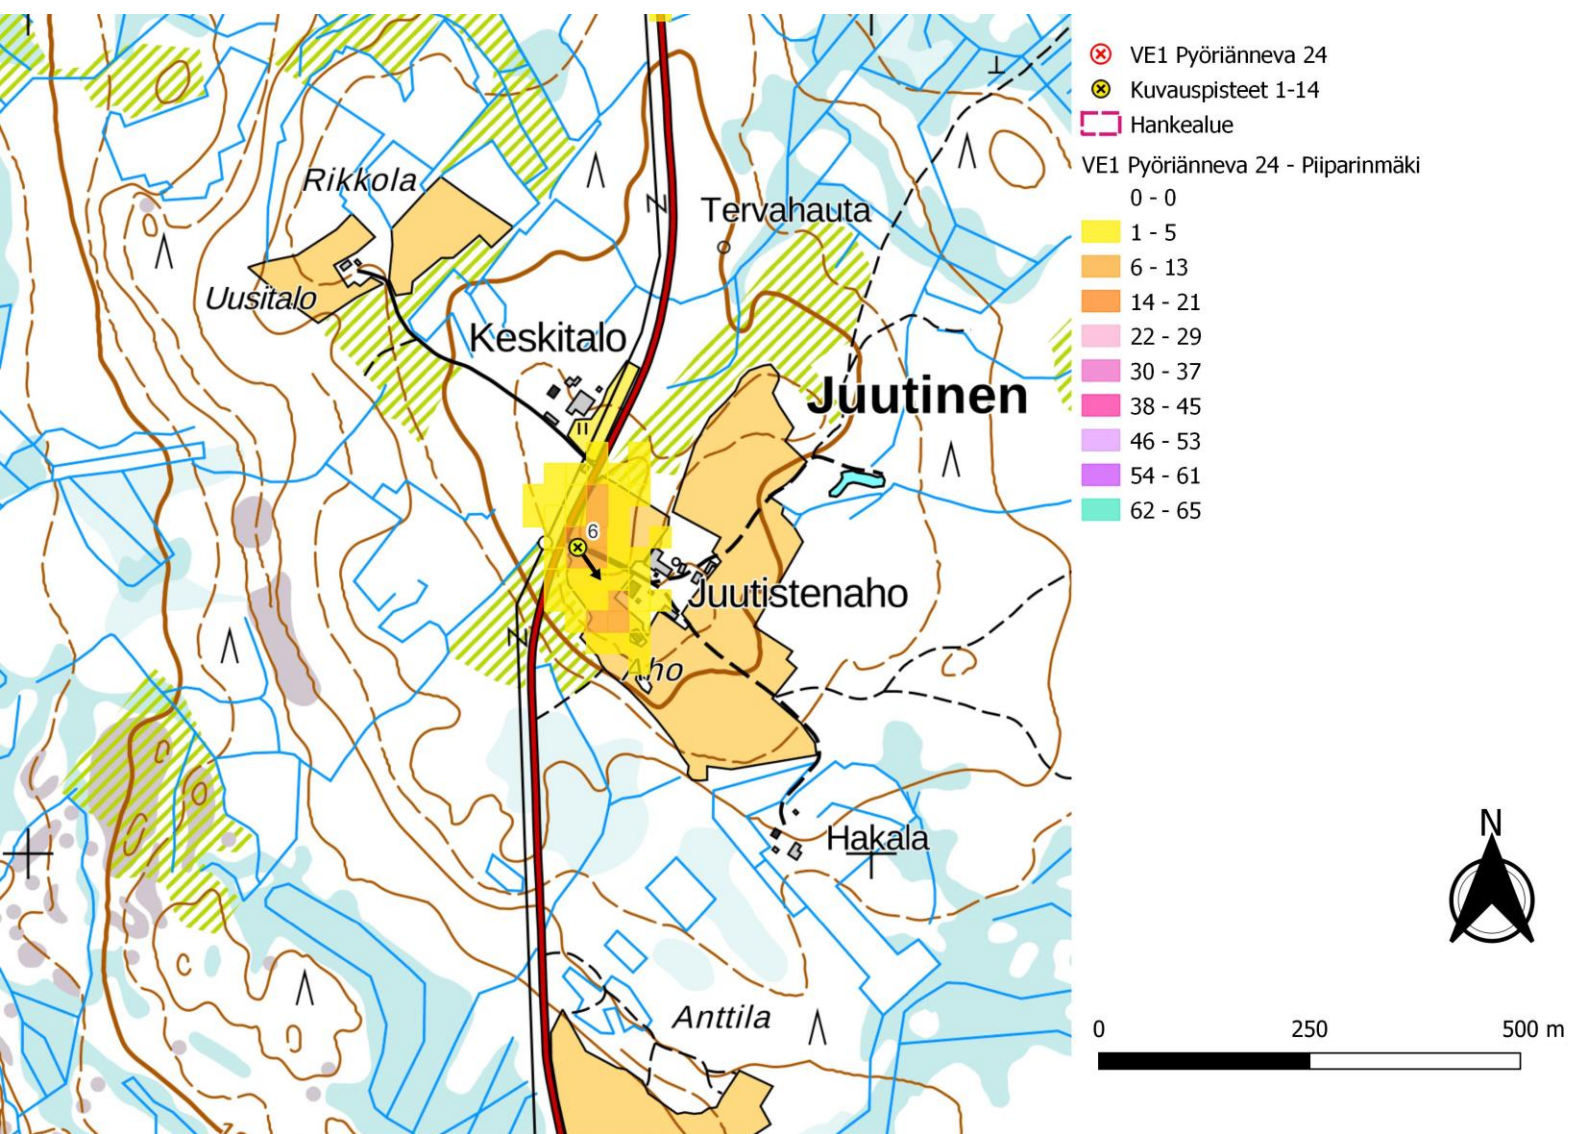 Rikkola
Tervahauta
Uusitalo
Keskitalo
Juutinen
6
Juutistenaho
Aho
Hakala
Anttila
VE1 Pyöriänneva 24
Kuvauspisteet 1-14
Hankealue
VE1 Pyöriänneva 24 - Piiparinmäki
0 - 0
1 - 5
6 - 13
14 - 21
22 - 29
30 - 37
38 - 45
46 - 53
54 - 61
62 - 65
N
0 250 500 m